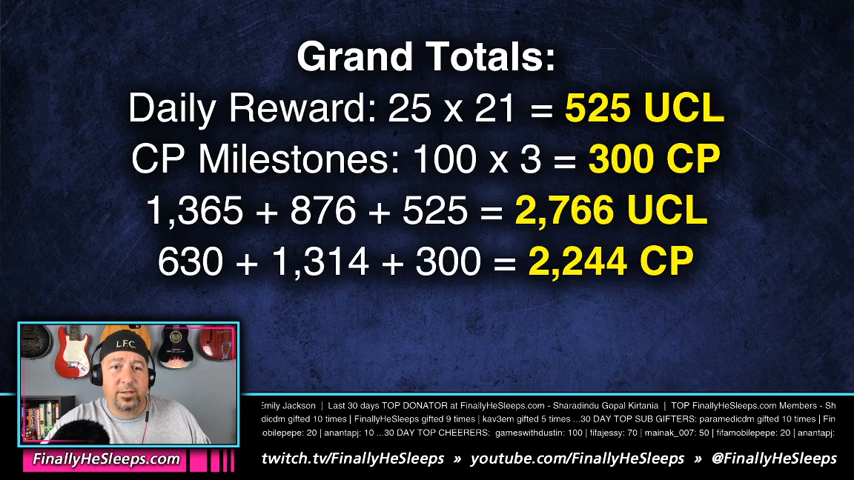 Grand Totals:
Daily Reward: 25 x 21 = 525 UCL
CP Milestones: 100 x 3 = 300 CP
1,365 + 876 + 525 = 2,766 UCL
630 + 1,314 + 300 = 2,244 CP
L.F.C.
Emily Jackson | Last 30 days TOP DONATOR at FinallyHeSleeps.com - Sharadindu Gopal Kirtania | TOP FinallyHeSleeps.com Members - Sh
dicdm gifted 10 times | FinallyHeSleeps gifted 9 times | kav3em gifted 5 times ...30 DAY TOP SUB GIFTERS: paramedicdm gifted 10 times | Fin
obilepepe: 20 | anantapj: 10 ...30 DAY TOP CHEERERS: gameswithdustin: 100 | fifajessy: 70 | mainak_007: 50 | fifamobilepepe: 20 | anantapj:
FinallyHeSleeps.com
twitch.tv/FinallyHeSleeps » youtube.com/FinallyHeSleeps » @FinallyHeSleeps